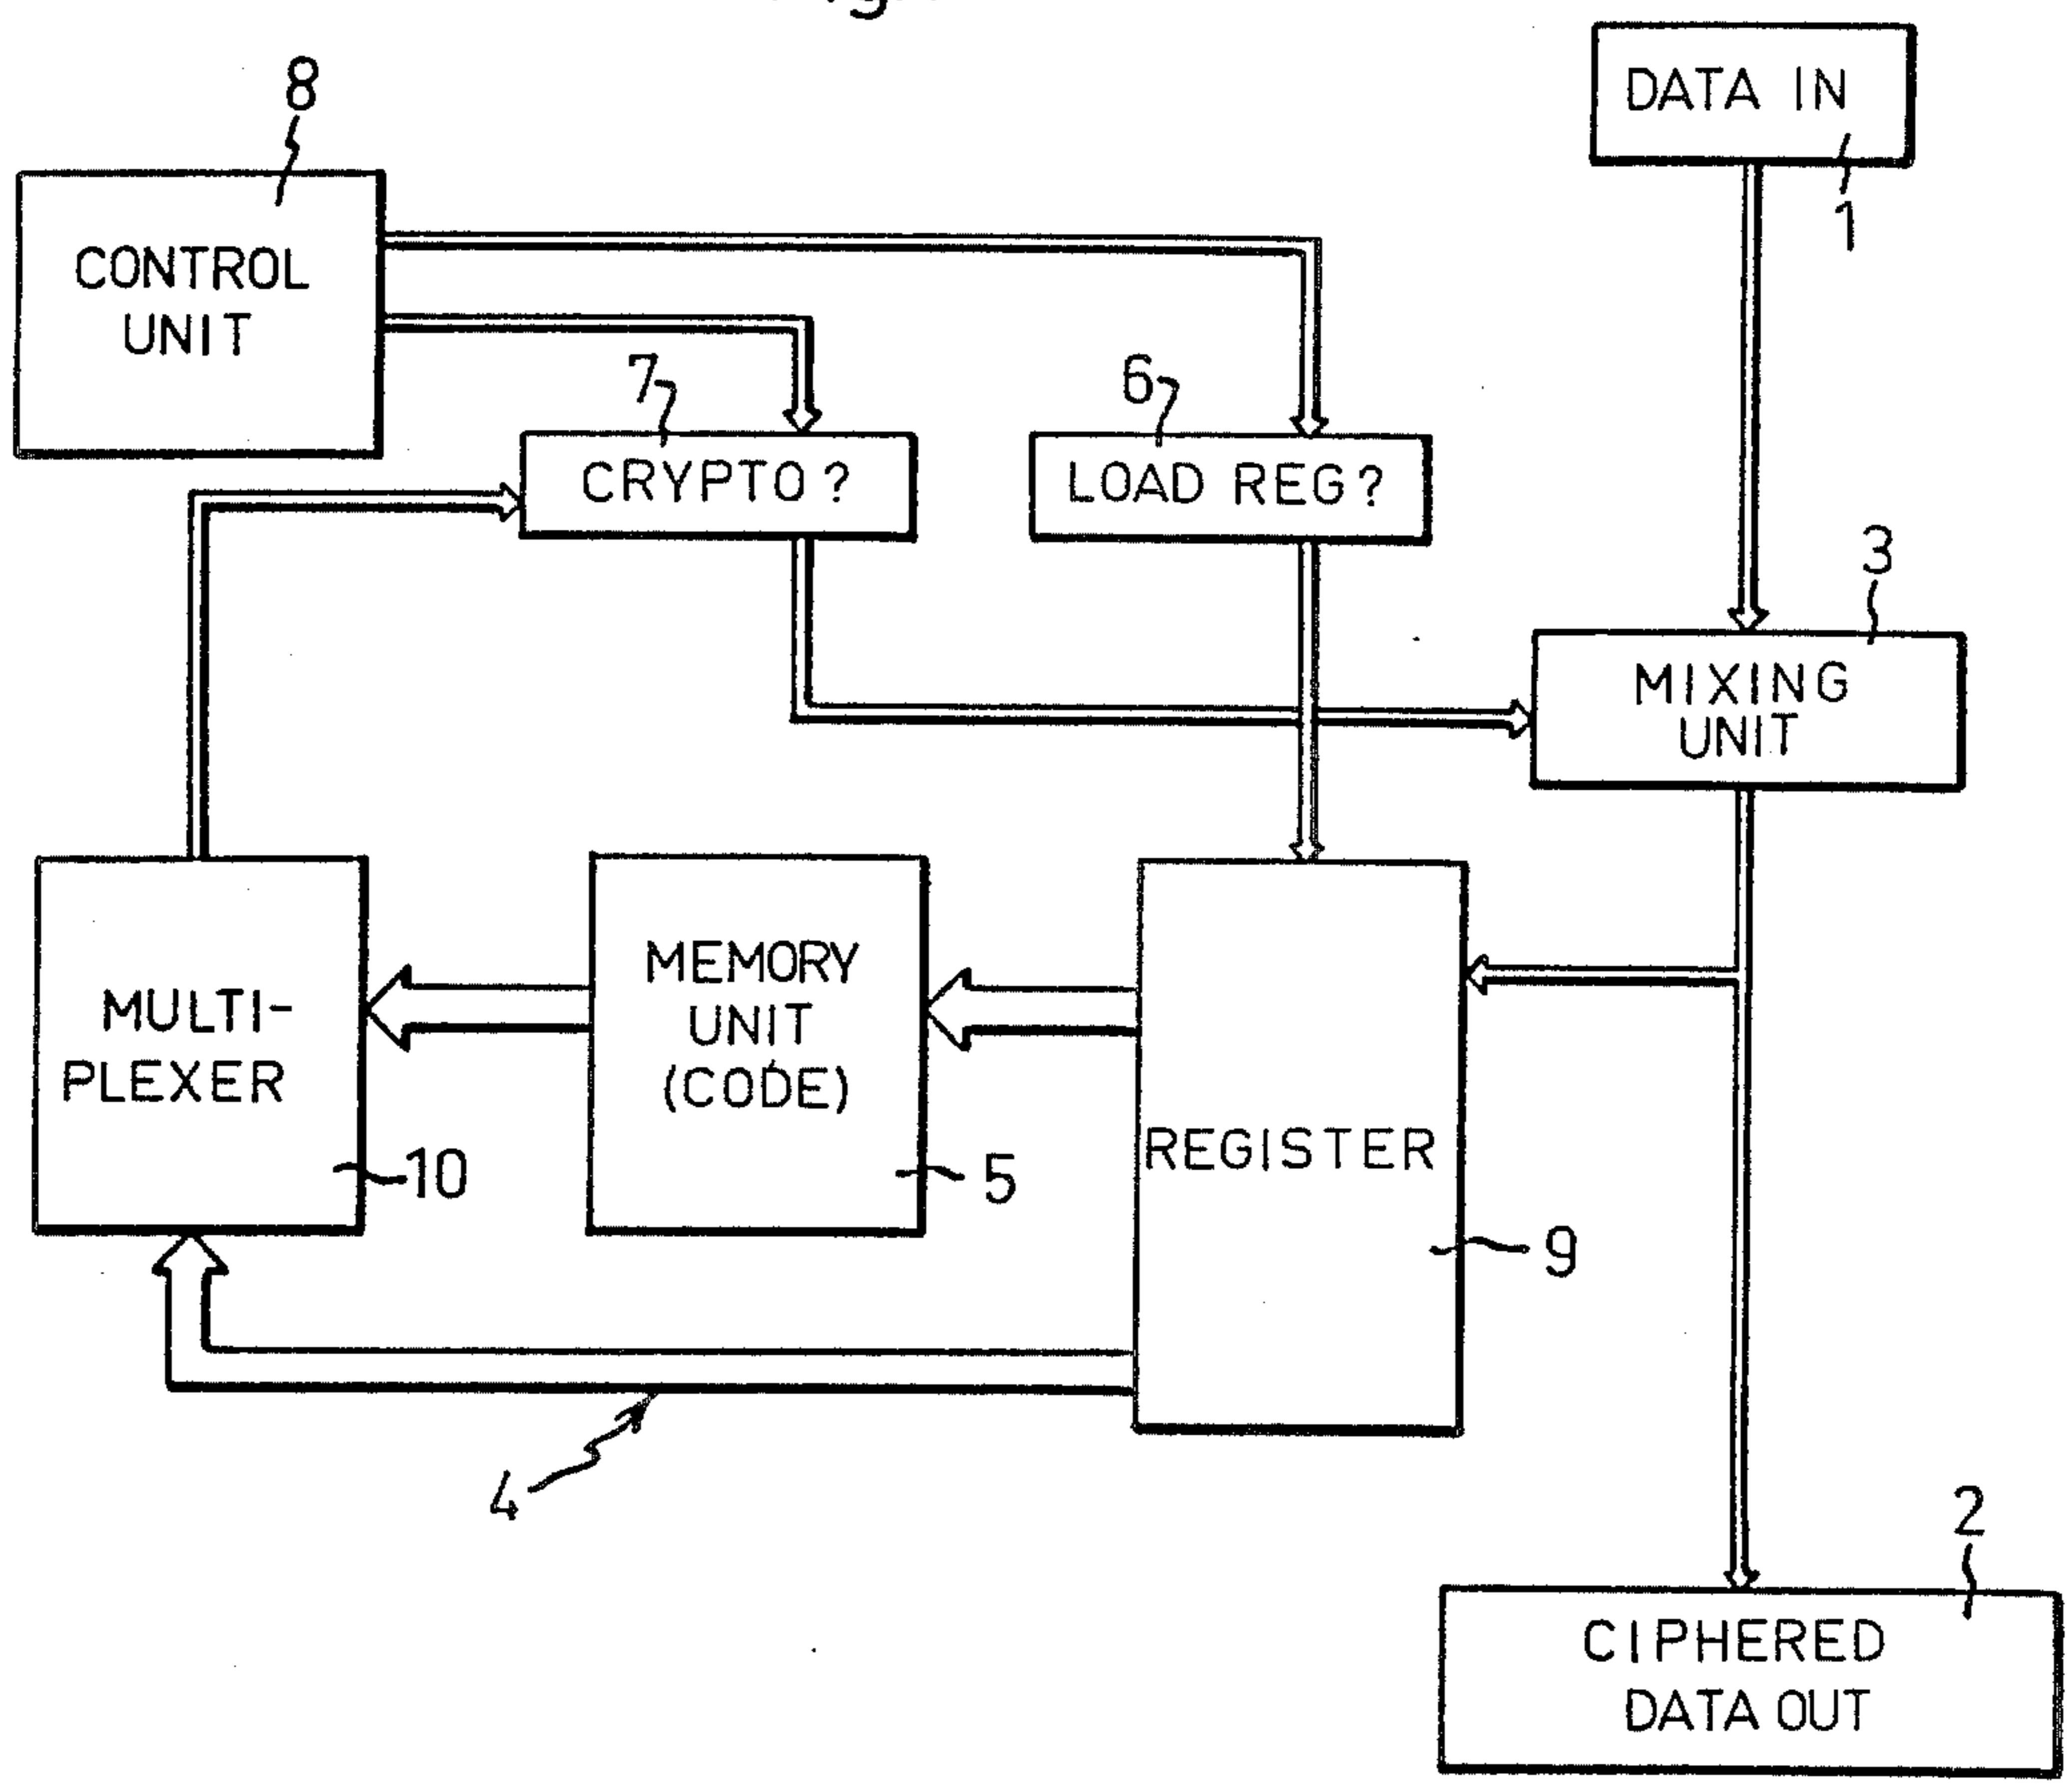 8
DATA IN
1
CONTROL
UNIT
7
6
CRYPTO?
LOAD REG?
3
MIXING
UNIT
MULTI-
PLEXER
10
MEMORY
UNIT
(CODE)
5
REGISTER
9
4
2
CIPHERED
DATA OUT